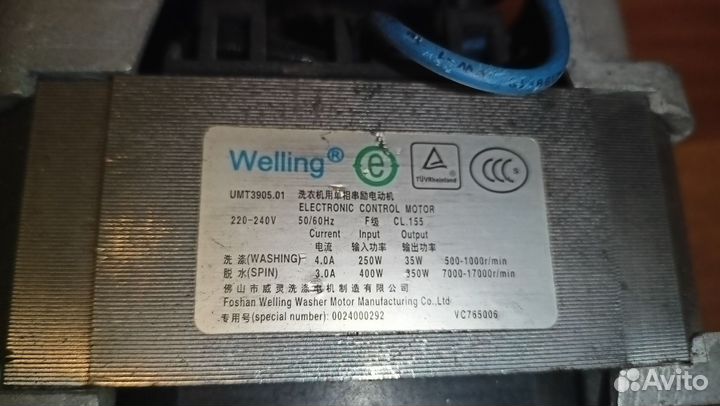 Welling®
e
TÜVRheinland
CCC
UMT3905.01 洗衣机用单相串励电动机
ELECTRONIC CONTROL MOTOR
220-240V 50/60Hz F级 CL.155
Current Input Output
电流 输入功率 输出功率
洗 涤(WASHING) 4.0A 250W 35W 500-1000r/min
脱 水(SPIN) 3.0A 400W 350W 7000-17000r/min
佛山市威灵洗涤电机制造有限公司
Foshan Welling Washer Motor Manufacturing Co.,Ltd
专用号(special number): 0024000292 VC765006
Avito